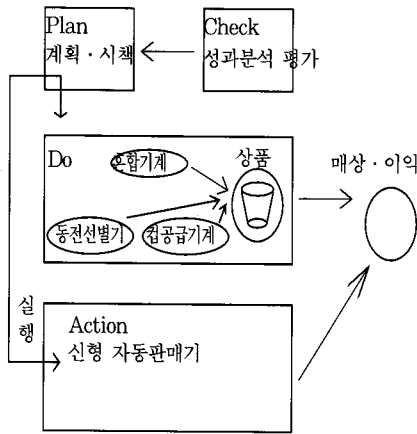 Plan
계획·시책
Check
성과분석 평가
Do
혼합기계
상품
매상·이익
동전선별기
컵공급기계
실행
Action
신형 자동판매기